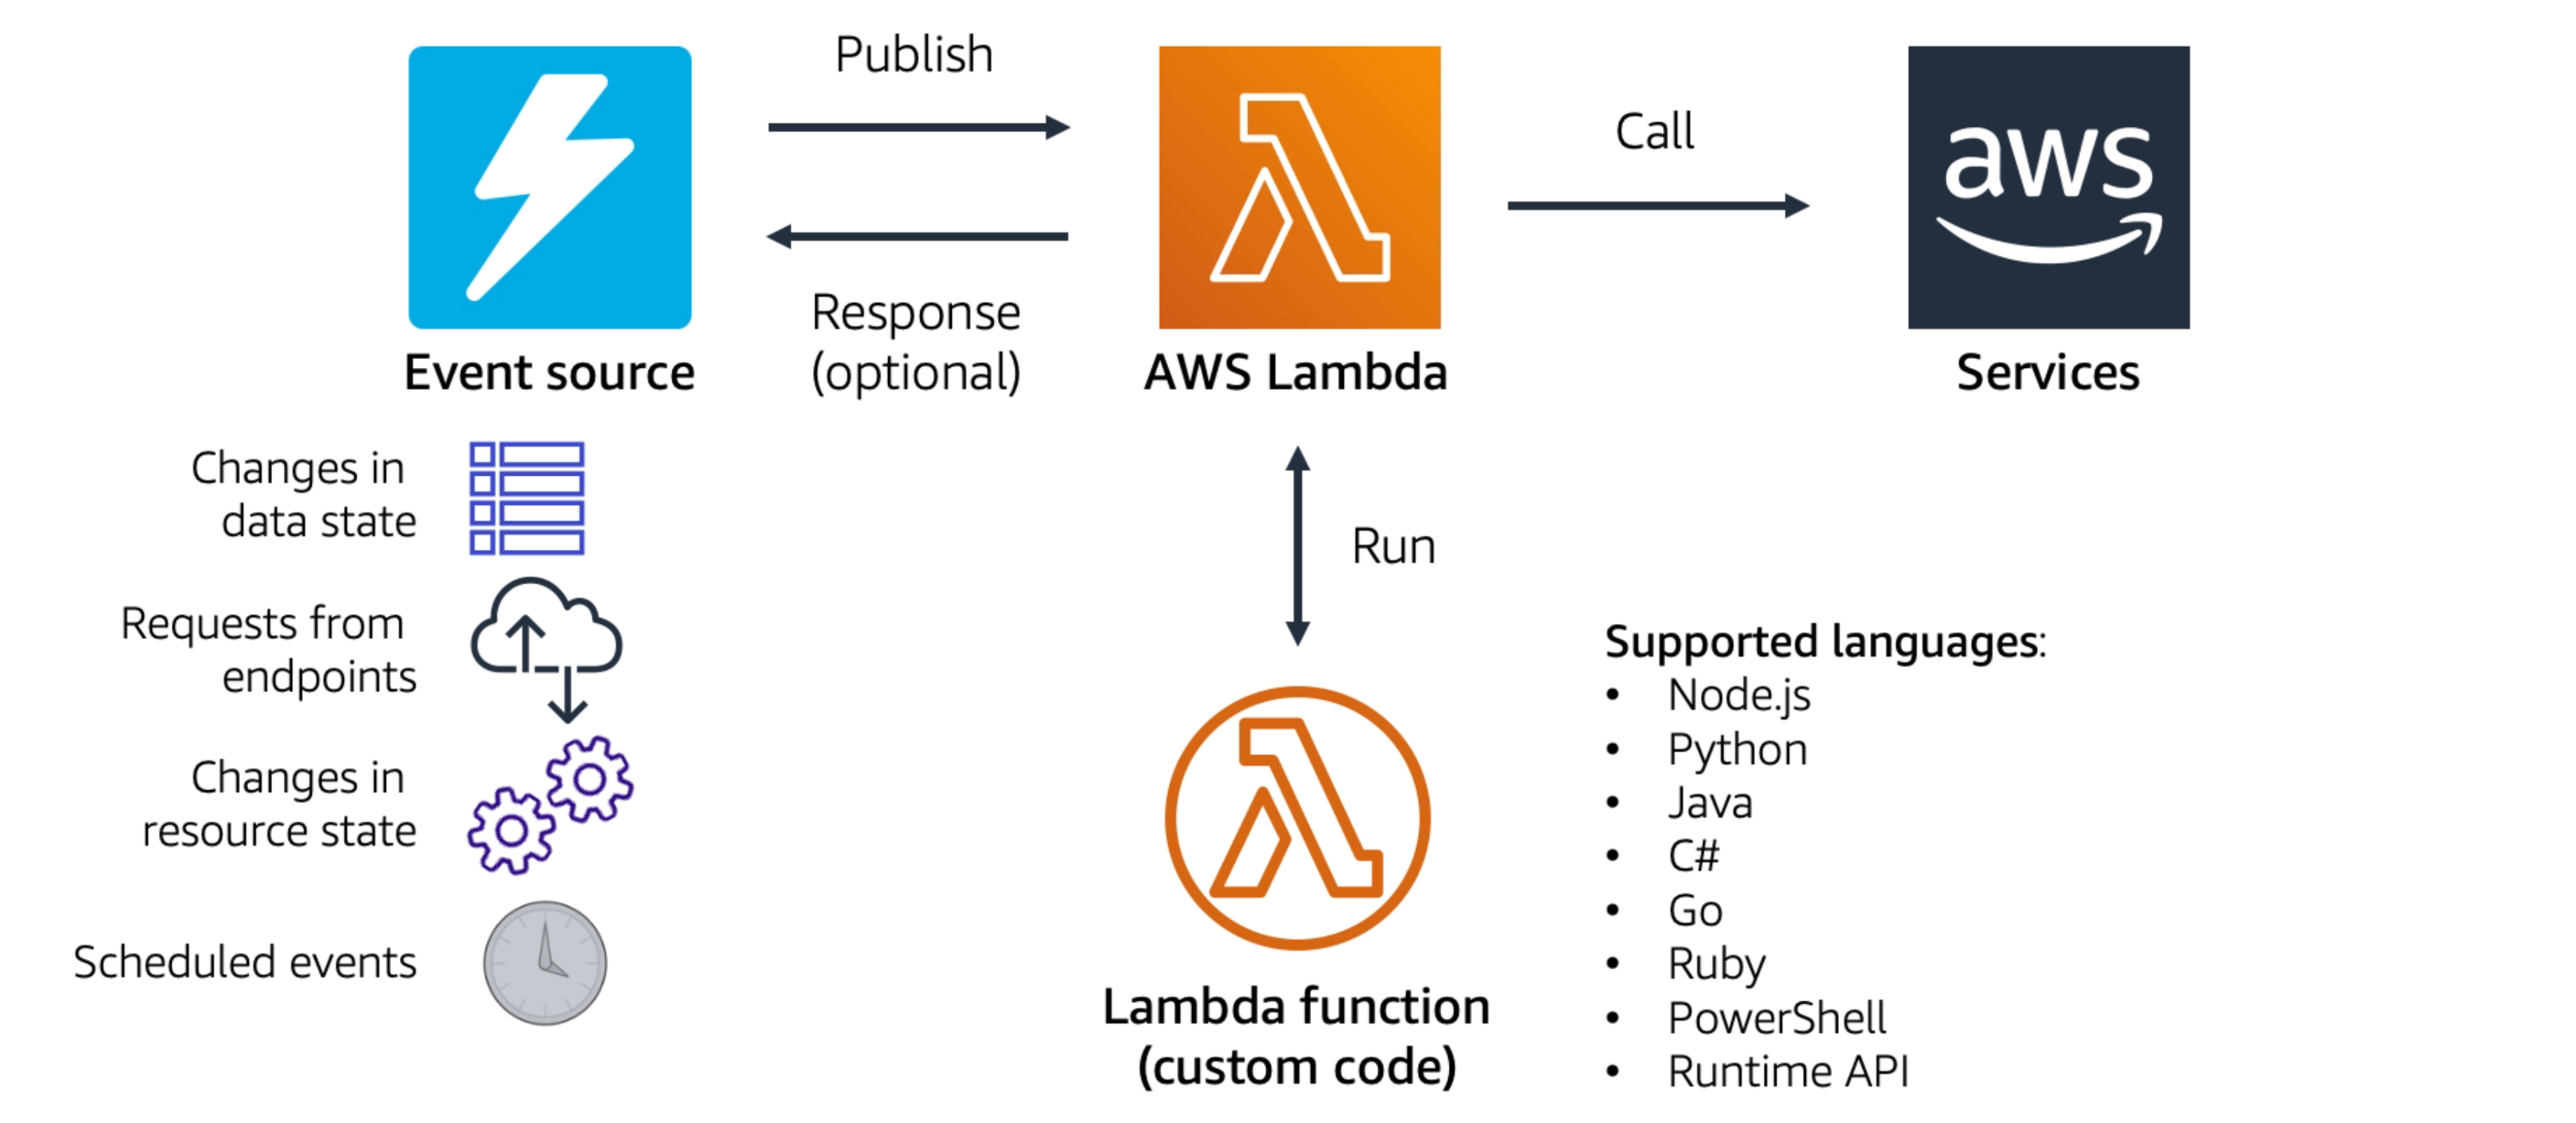 Publish
Response
(optional)
Call
aws
Event source
AWS Lambda
Services
Changes in
data state
Requests from
endpoints
Changes in
resource state
Scheduled events
Run
Lambda function
(custom code)
Supported languages:
• Node.js
• Python
• Java
• C#
• Go
• Ruby
• PowerShell
• Runtime API